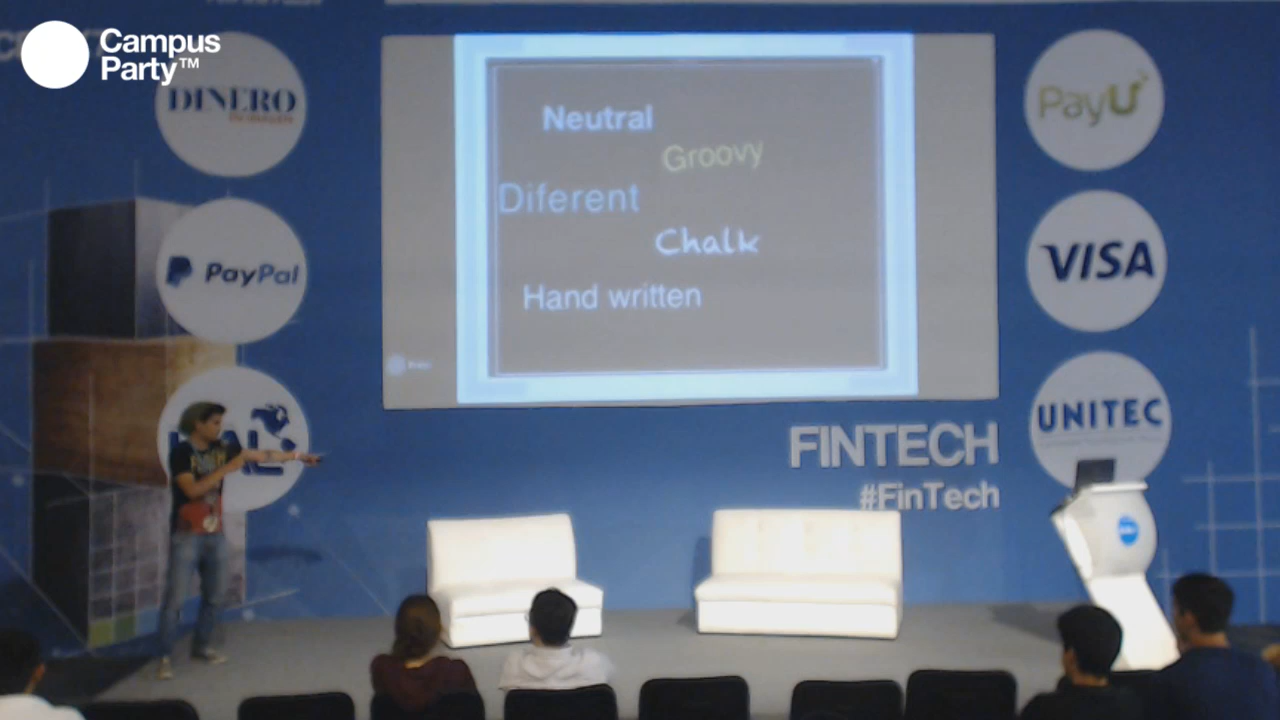 Campus
Party™
DINERO
PayU
Neutral
Groovy
Diferent
Chalk
Hand written
PayPal
VISA
UNITEC
FINTECH
#FinTech